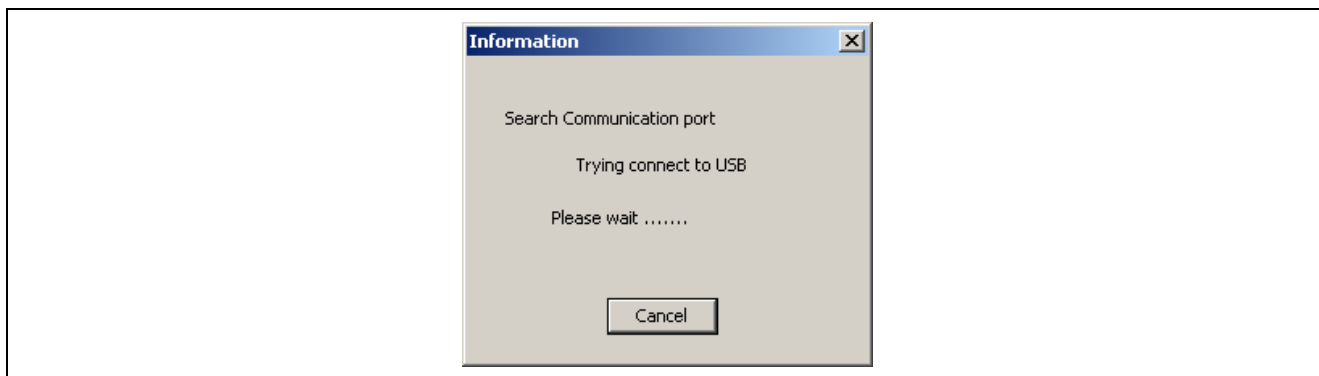 Information
Search Communication port
Trying connect to USB
Please wait .......
Cancel